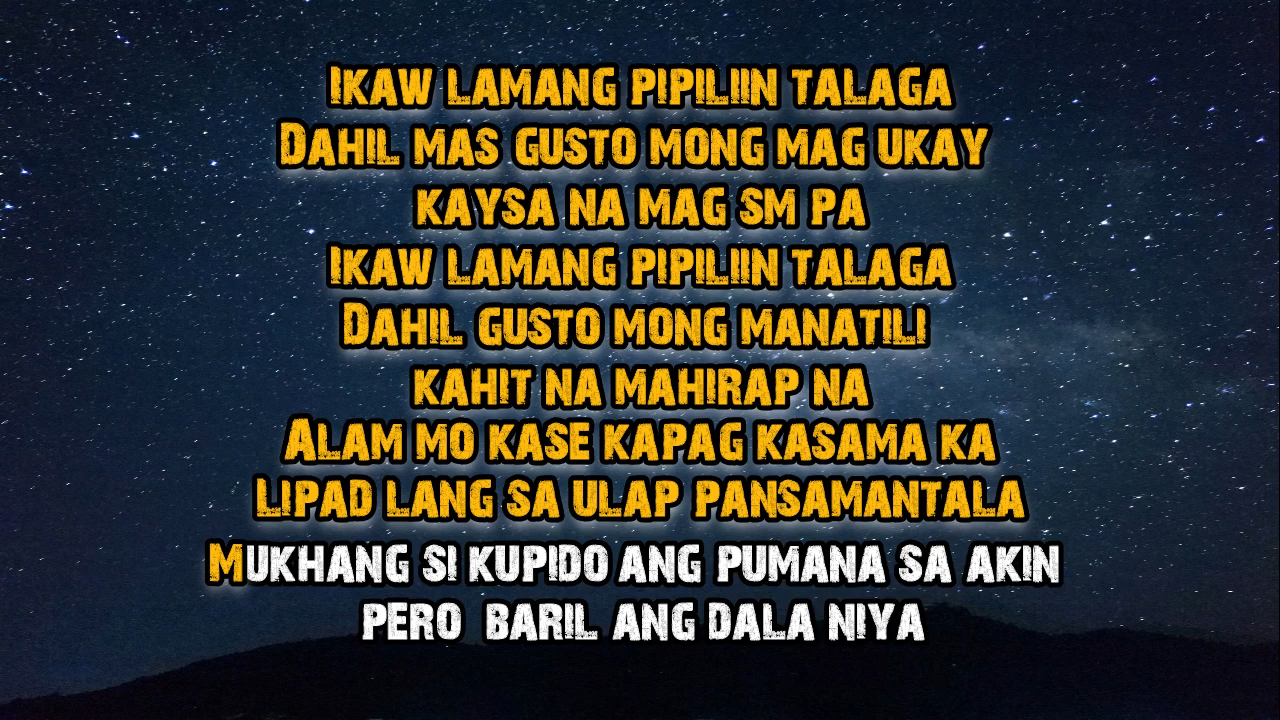 Ikaw lamang pipiliin talaga
Dahil mas gusto mong mag ukay
kaysa na mag sm pa
Ikaw lamang pipiliin talaga
Dahil gusto mong manatili
kahit na mahirap na
Alam mo kase kapag kasama ka
Lipad lang sa ulap pansamantala
Mukhang si kupido ang pumana sa akin
pero baril ang dala niya